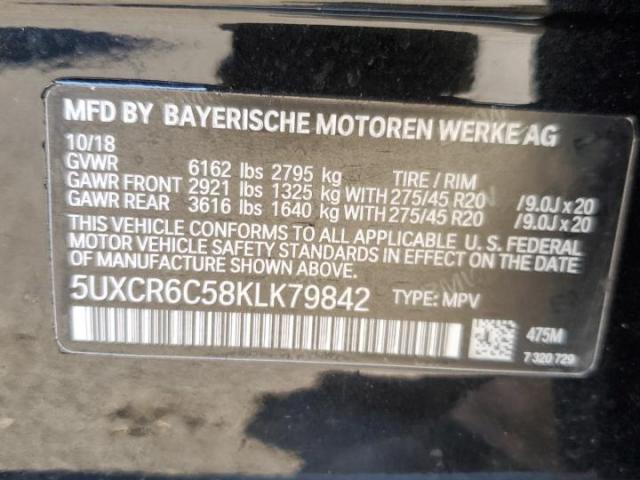 MFD BY BAYERISCHE MOTOREN WERKE AG
10/18
GVWR 6162 lbs 2795 kg TIRE / RIM
GAWR FRONT 2921 lbs 1325 kg WITH 275/45 R20 /9.0J x 20
GAWR REAR 3616 lbs 1640 kg WITH 275/45 R20 /9.0J x 20
THIS VEHICLE CONFORMS TO ALL APPLICABLE U. S. FEDERAL
MOTOR VEHICLE SAFETY STANDARDS IN EFFECT ON THE DATE
OF MANUFACTURE SHOWN ABOVE.
5UXCR6C58KLK79842 TYPE: MPV
475M
7 320 729